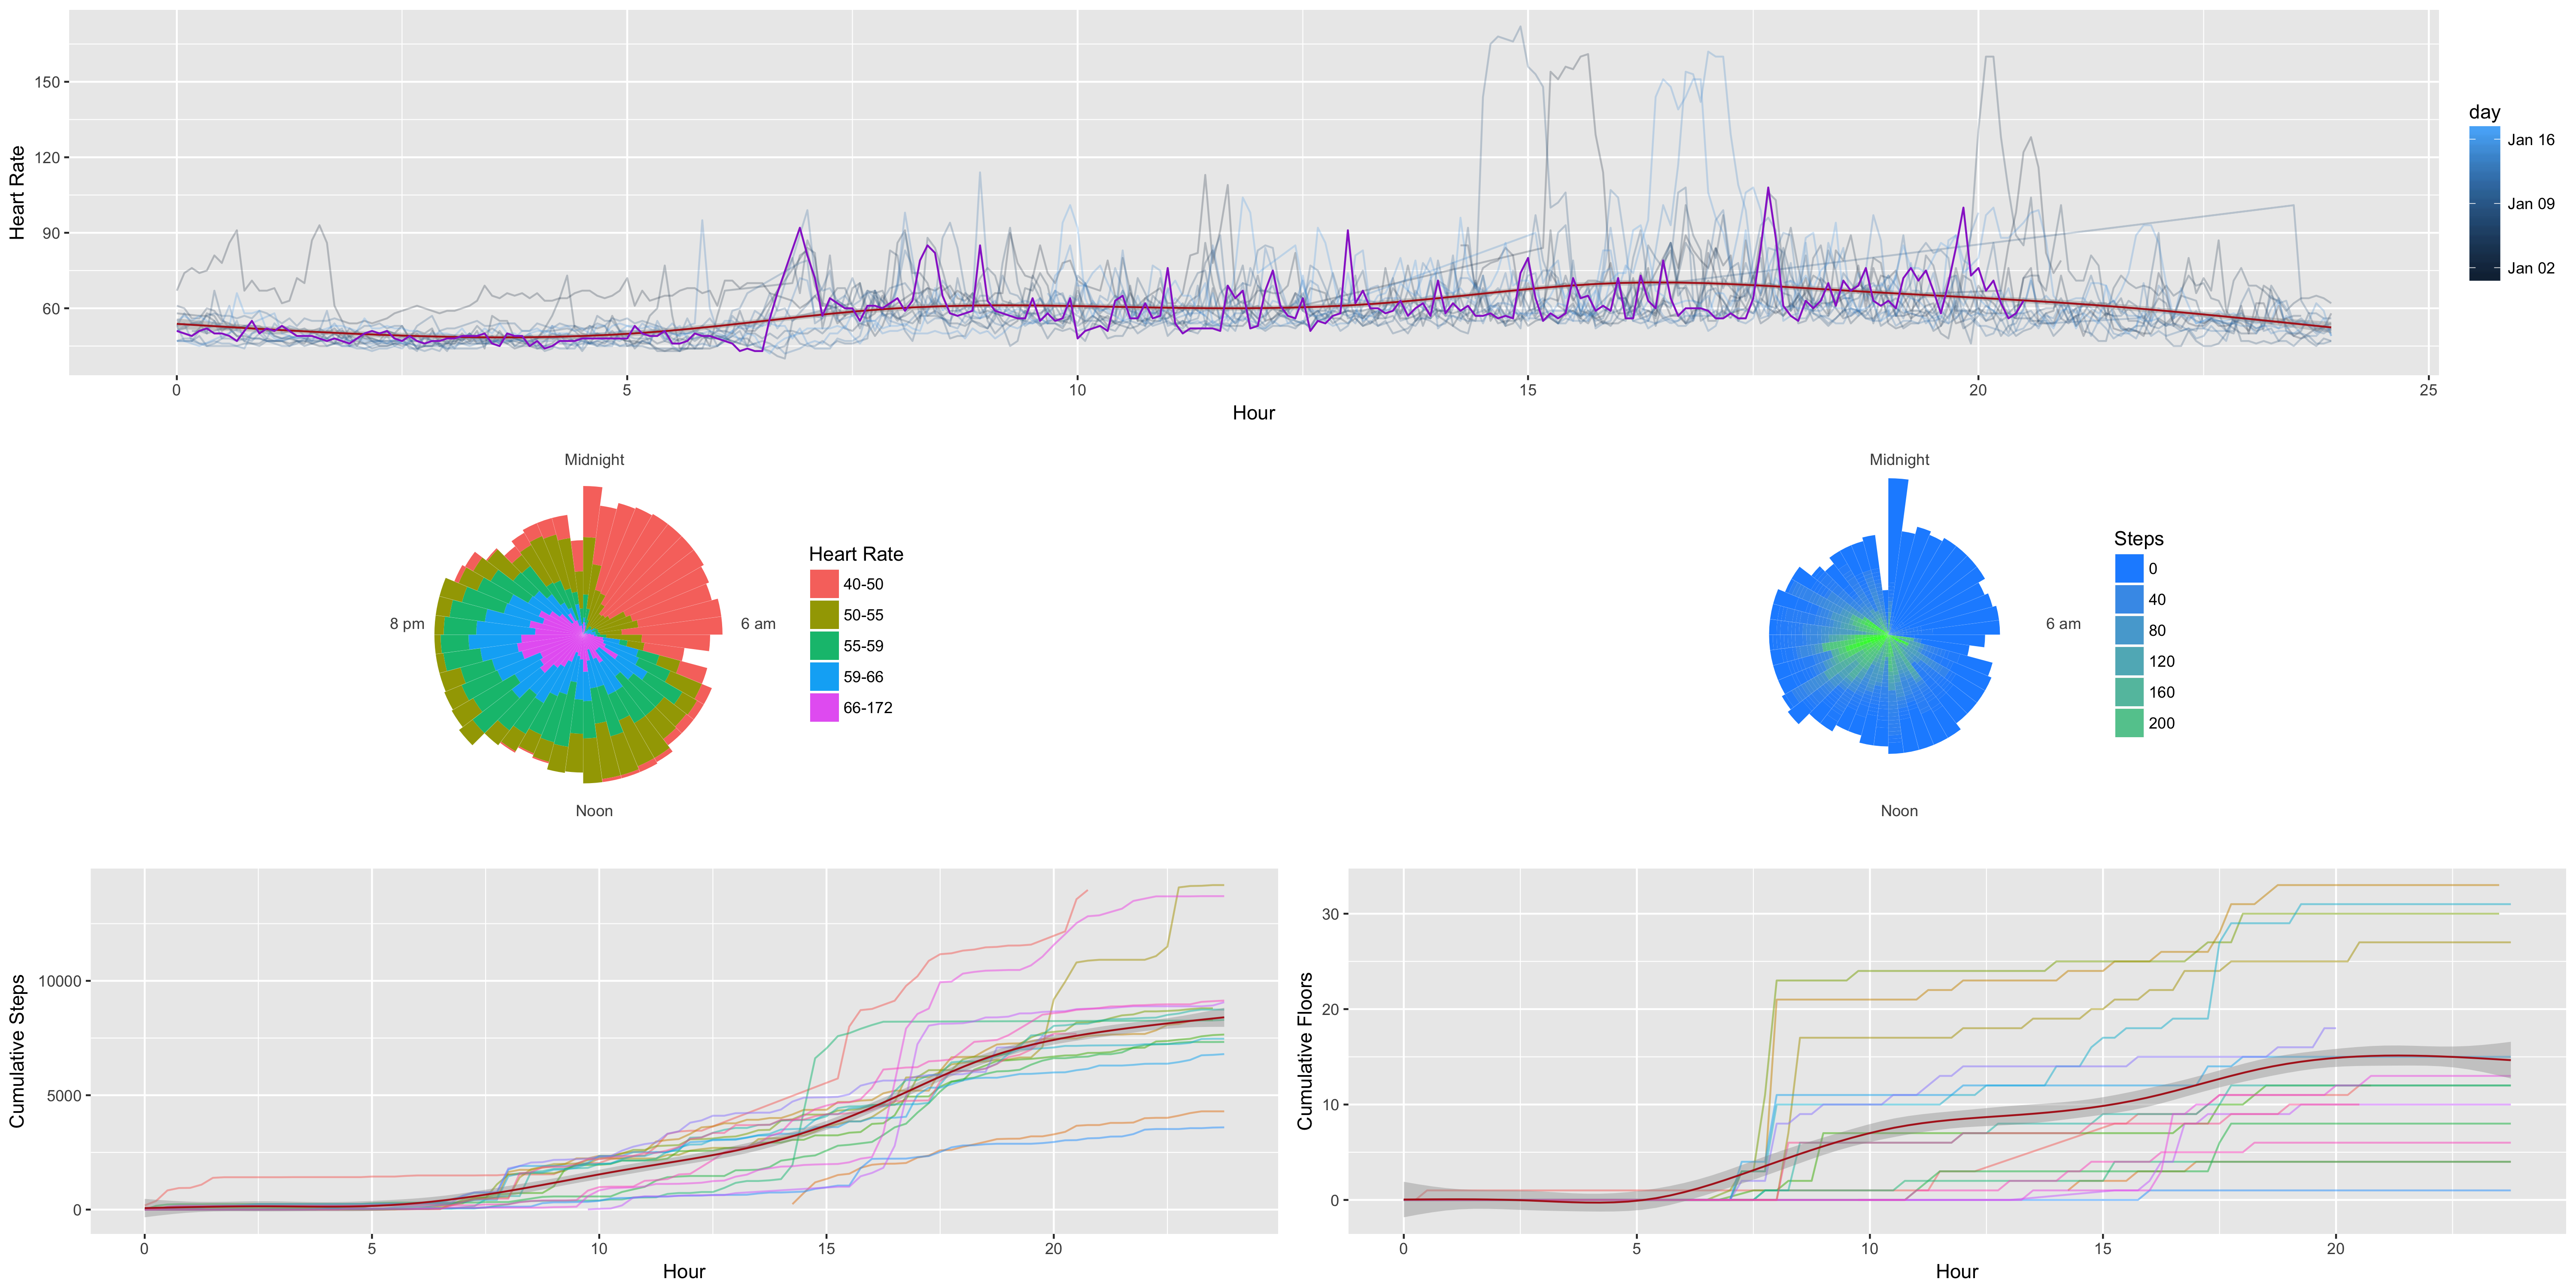 Heart Rate
150
120
90
60
0 5 10 15 20 25
Hour
day
Jan 16
Jan 09
Jan 02
Midnight
8 pm
6 am
Noon
Heart Rate
40-50
50-55
55-59
59-66
66-172
Midnight
6 am
Noon
Steps
0
40
80
120
160
200
Cumulative Steps
10000
5000
0
0 5 10 15 20
Hour
Cumulative Floors
30
20
10
0
0 5 10 15 20
Hour